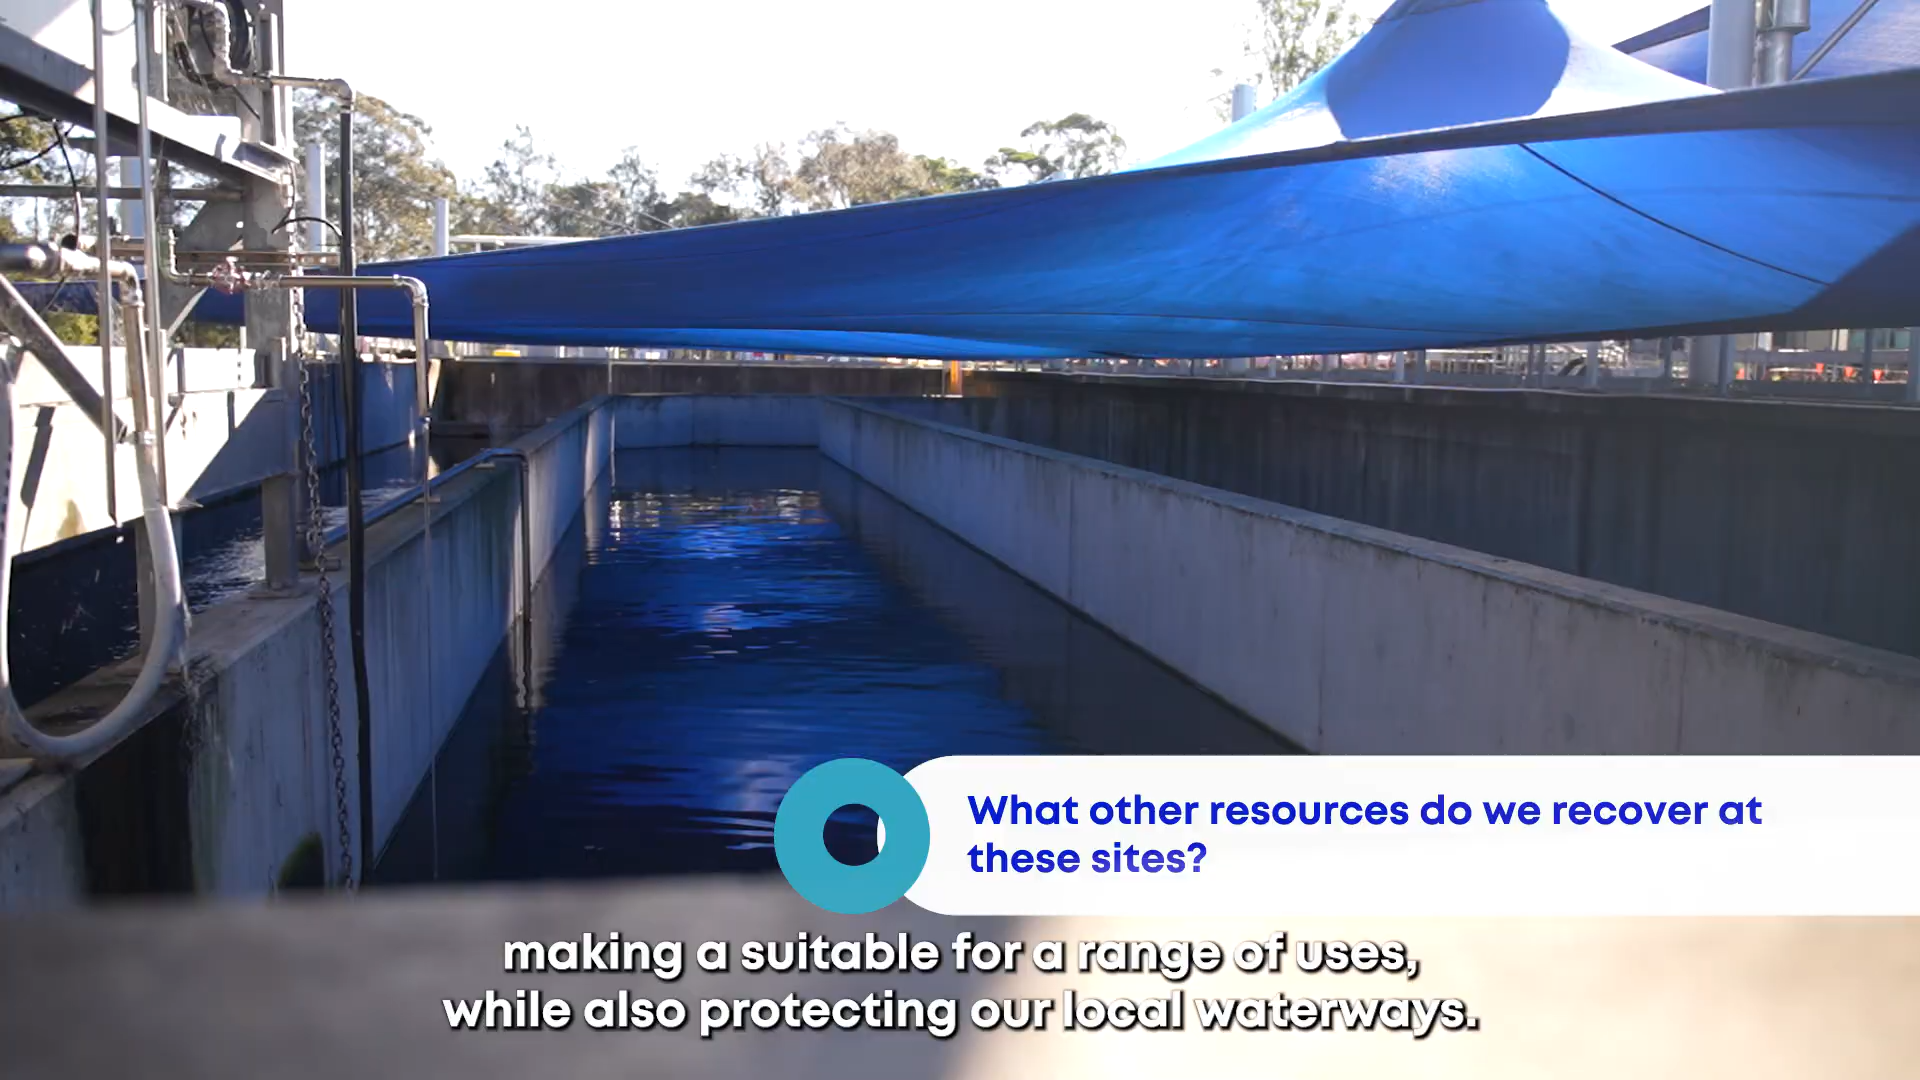 What other resources do we recover at
these sites?
making a suitable for a range of uses,
while also protecting our local waterways.